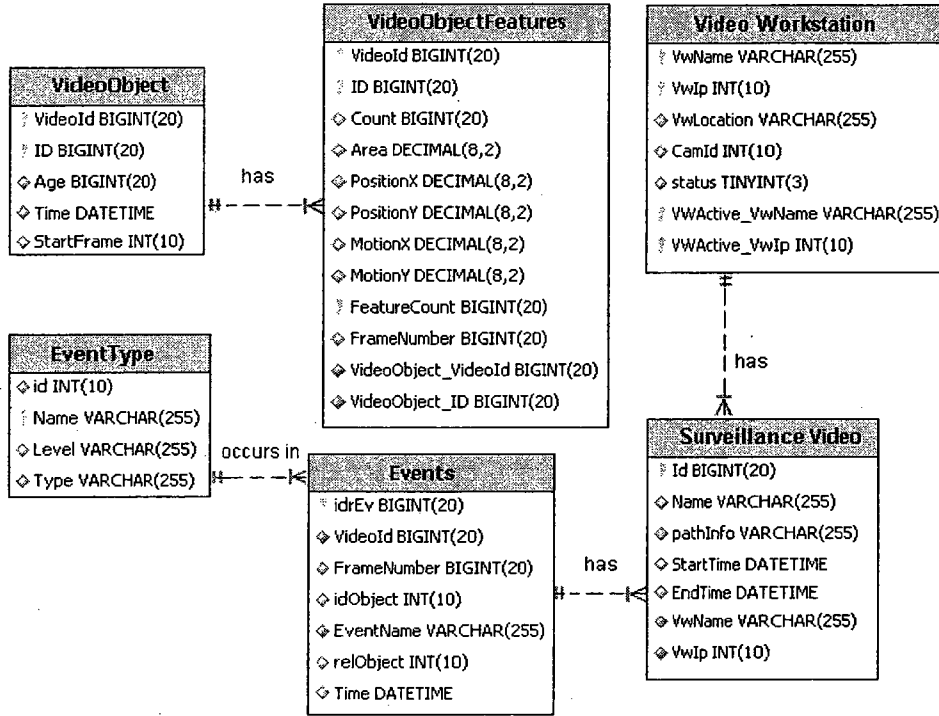 VideoObject
VideoId BIGINT(20)
ID BIGINT(20)
Age BIGINT(20)
Time DATETIME
StartFrame INT(10)
has
VideoObjectFeatures
VideoId BIGINT(20)
ID BIGINT(20)
Count BIGINT(20)
Area DECIMAL(8,2)
PositionX DECIMAL(8,2)
PositionY DECIMAL(8,2)
MotionX DECIMAL(8,2)
MotionY DECIMAL(8,2)
FeatureCount BIGINT(20)
FrameNumber BIGINT(20)
VideoObject_VideoId BIGINT(20)
VideoObject_ID BIGINT(20)
Video Workstation
VwName VARCHAR(255)
VwIp INT(10)
VwLocation VARCHAR(255)
CamId INT(10)
status TINYINT(3)
VWActive_VwName VARCHAR(255)
VWActive_VwIp INT(10)
has
EventType
id INT(10)
Name VARCHAR(255)
Level VARCHAR(255)
Type VARCHAR(255)
occurs in
Events
idrEv BIGINT(20)
VideoId BIGINT(20)
FrameNumber BIGINT(20)
idObject INT(10)
EventName VARCHAR(255)
relObject INT(10)
Time DATETIME
has
Surveillance Video
Id BIGINT(20)
Name VARCHAR(255)
pathInfo VARCHAR(255)
StartTime DATETIME
EndTime DATETIME
VwName VARCHAR(255)
VwIp INT(10)